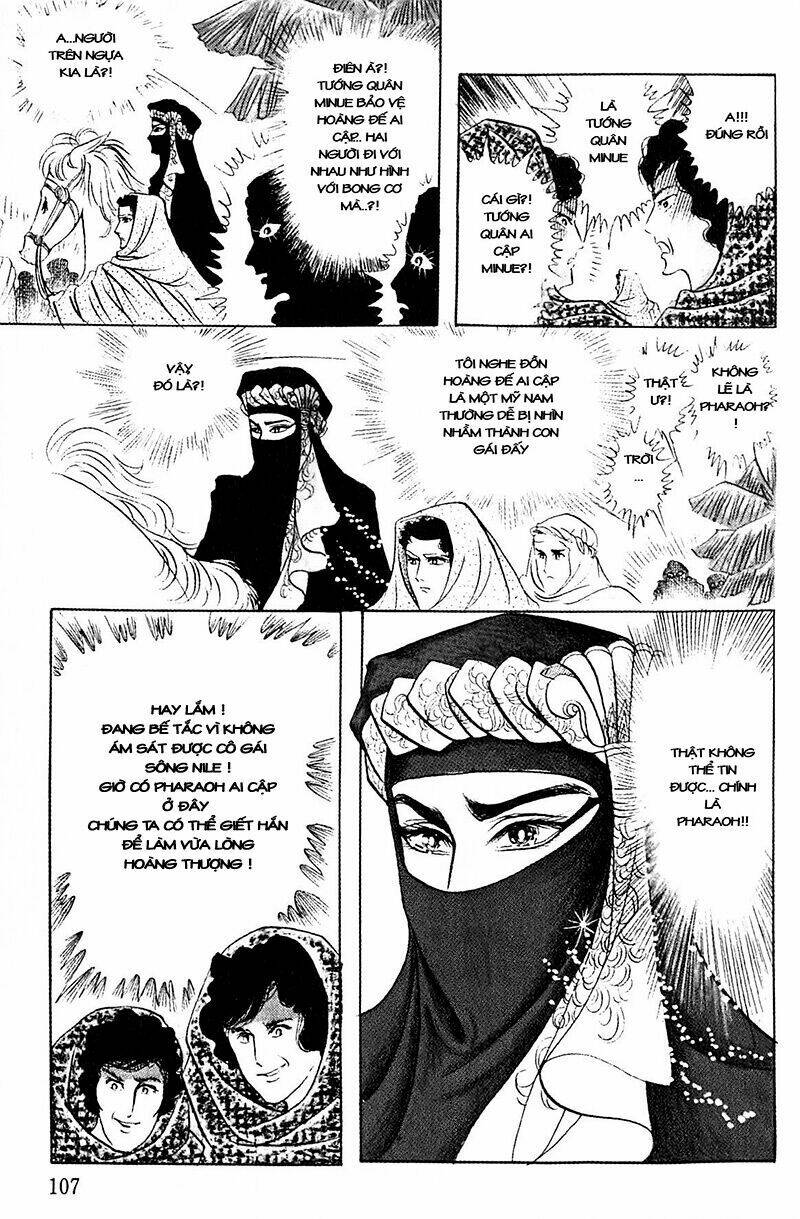 A!!!
ĐÚNG RỒI
LÀ
TƯỚNG
QUÂN
MINUE
CÁI GÌ?!
TƯỚNG
QUÂN AI
CẬP
MINUE?!
ĐIÊN À?!
TƯỚNG QUÂN
MINUE BẢO VỆ
HOÀNG ĐẾ AI
CẬP.. HAI
NGƯỜI ĐI VỚI
NHAU NHƯ HÌNH
VỚI BONG CƠ
MÀ..?!
A...NGƯỜI
TRÊN NGỰA
KIA LÀ?!
KHÔNG
LẼ LÀ
PHARAOH?
!
THẬT
Ư?!
TRỜI
...
TÔI NGHE ĐỒN
HOÀNG ĐẾ AI CẬP
LÀ MỘT MỸ NAM
THƯỜNG DỄ BỊ NHÌN
NHẦM THÀNH CON
GÁI ĐẤY
VẬY
ĐÓ LÀ?!
THẬT KHÔNG
THỂ TIN
ĐƯỢC... CHÍNH
LÀ
PHARAOH!!
HAY LẮM !
ĐANG BẾ TẮC VÌ KHÔNG
ÁM SÁT ĐƯỢC CÔ GÁI
SÔNG NILE !
GIỜ CÓ PHARAOH AI CẬP
Ở ĐÂY
CHÚNG TA CÓ THỂ GIẾT HẮN
ĐỂ LÀM VỪA LÒNG
HOÀNG THƯỢNG !
107